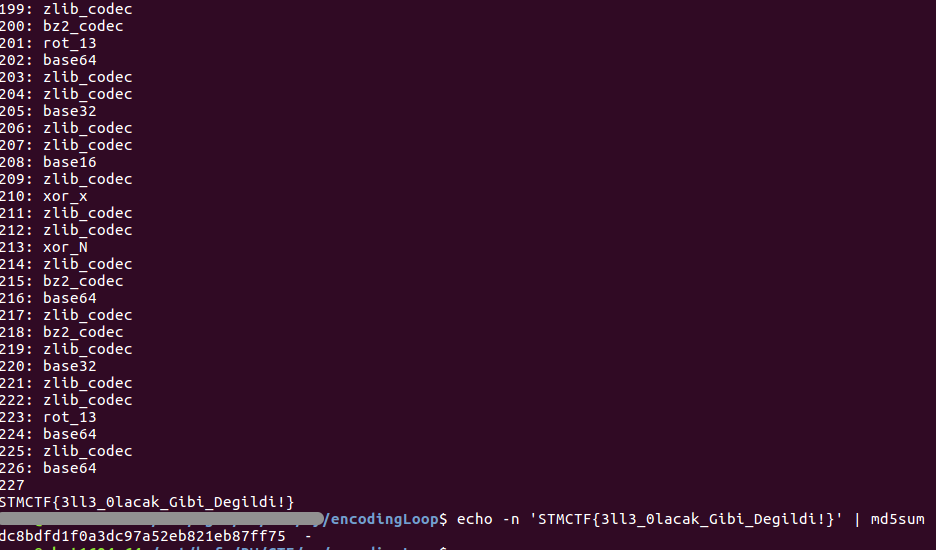 199: zlib_codec
200: bz2_codec
201: rot_13
202: base64
203: zlib_codec
204: zlib_codec
205: base32
206: zlib_codec
207: zlib_codec
208: base16
209: zlib_codec
210: xor_x
211: zlib_codec
212: zlib_codec
213: xor_N
214: zlib_codec
215: bz2_codec
216: base64
217: zlib_codec
218: bz2_codec
219: zlib_codec
220: base32
221: zlib_codec
222: zlib_codec
223: rot_13
224: base64
225: zlib_codec
226: base64
227
STMCTF{3ll3_0lacak_Gibi_Degildi!}
/encodingLoop$ echo -n 'STMCTF{3ll3_0lacak_Gibi_Degildi!}' | md5sum
dc8bdfd1f0a3dc97a52eb821eb87ff75  -